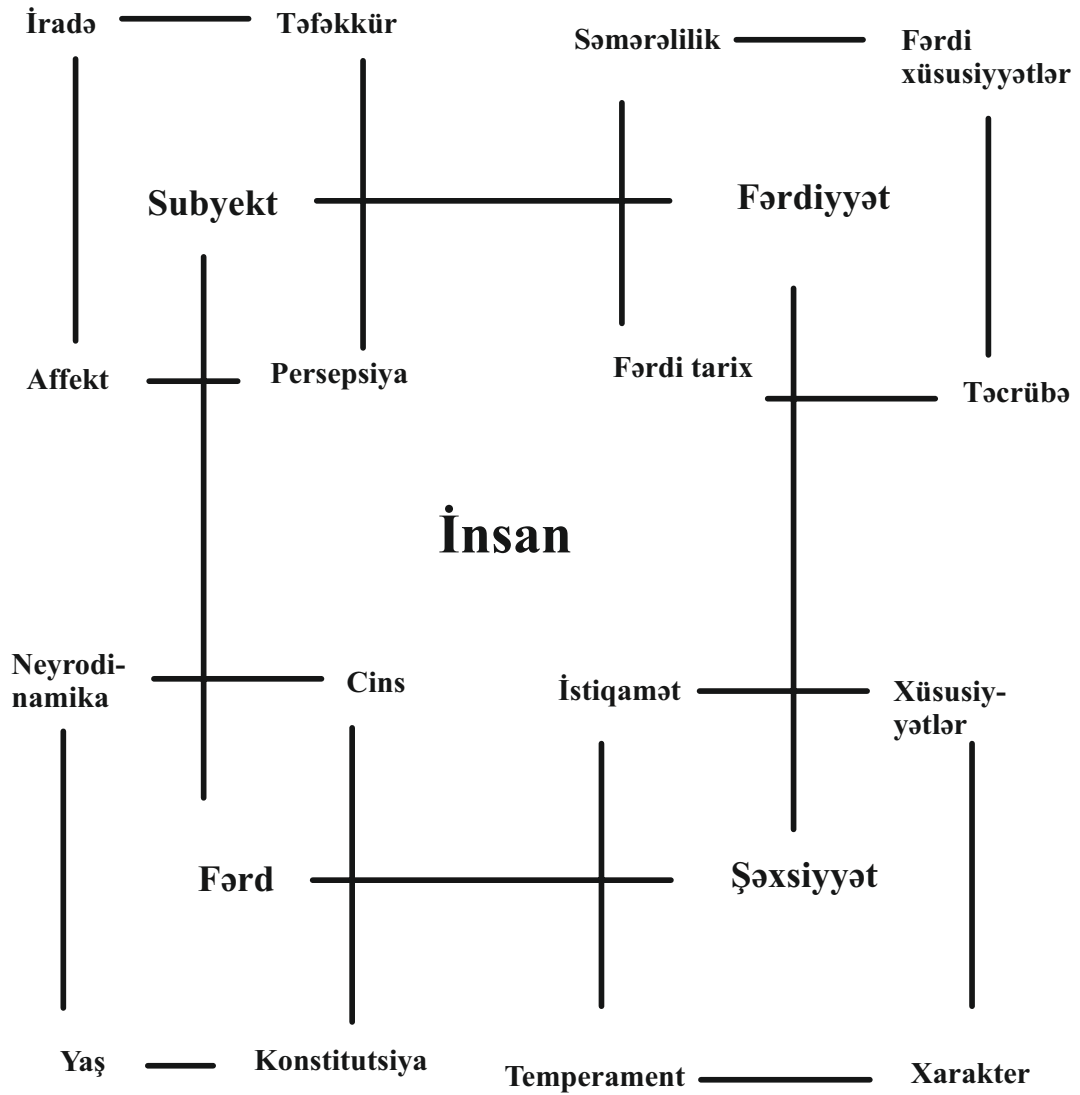 İradə
Təfəkkür
Səmərəlilik
Fərdi
xüsusiyyətlər
Subyekt
Fərdiyyət
Affekt
Persepsiya
Fərdi tarix
Təcrübə
İnsan
Neyrodi-
namika
Cins
İstiqamət
Xüsusiy-
yətlər
Fərd
Şəxsiyyət
Yaş
Konstitutsiya
Temperament
Xarakter